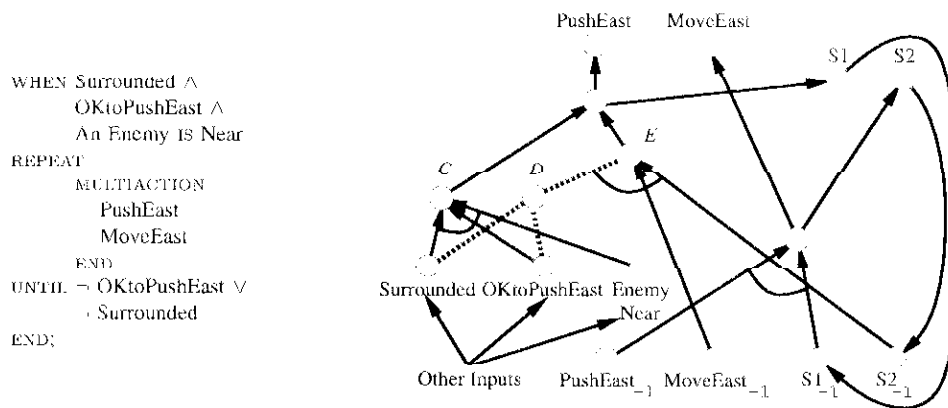 WHEN Surrounded ∧
OKtoPushEast ∧
An Enemy IS Near
REPEAT
MULTIACTION
PushEast
MoveEast
END
UNTIL ¬ OKtoPushEast ∨
¬ Surrounded
END;
PushEast MoveEast
S1 S2
E
C D
Surrounded OKtoPushEast Enemy
Near
Other Inputs PushEast-1 MoveEast-1 S1-1 S2-1